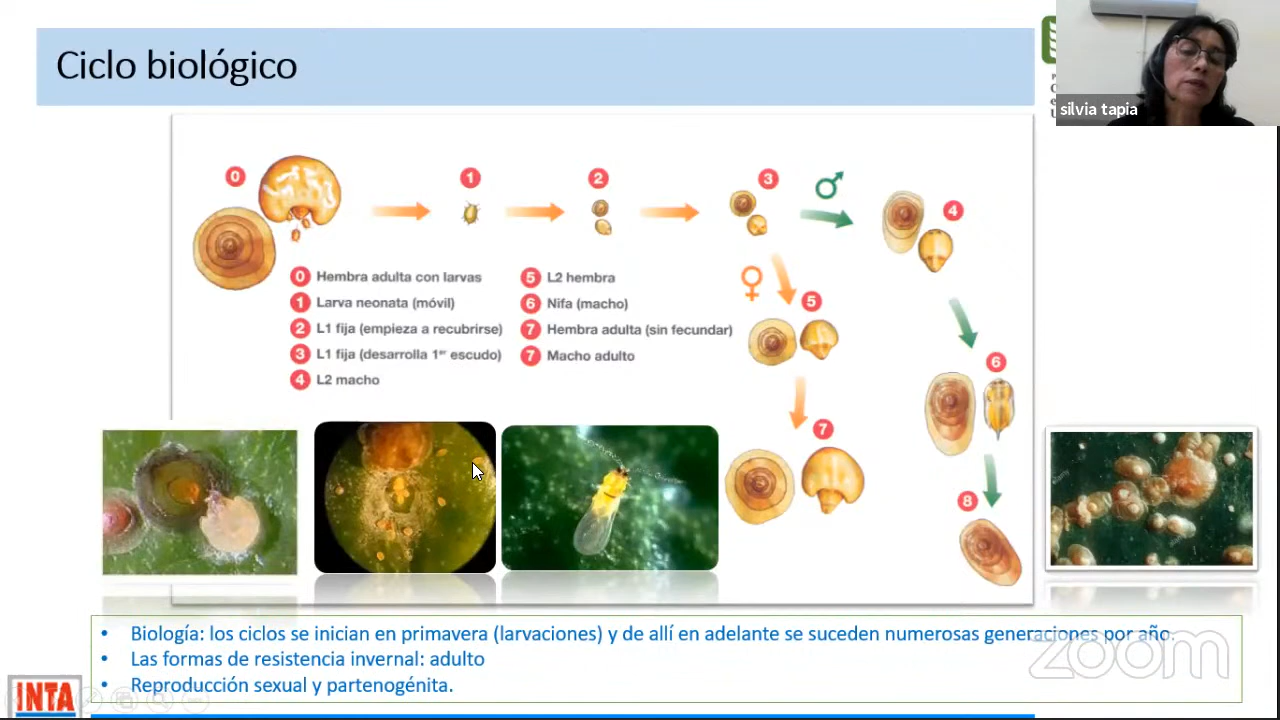 Ciclo biológico
silvia tapia
0
1
2
3
4
0 Hembra adulta con larvas
1 Larva neonata (móvil)
2 L1 fija (empieza a recubrirse)
3 L1 fija (desarrolla 1er escudo)
4 L2 macho
5 L2 hembra
6 Nifa (macho)
7 Hembra adulta (sin fecundar)
7 Macho adulto
5
6
7
8
• Biología: los ciclos se inician en primavera (larvaciones) y de allí en adelante se suceden numerosas generaciones por año.
• Las formas de resistencia invernal: adulto
• Reproducción sexual y partenogénita.
zoom
INTA